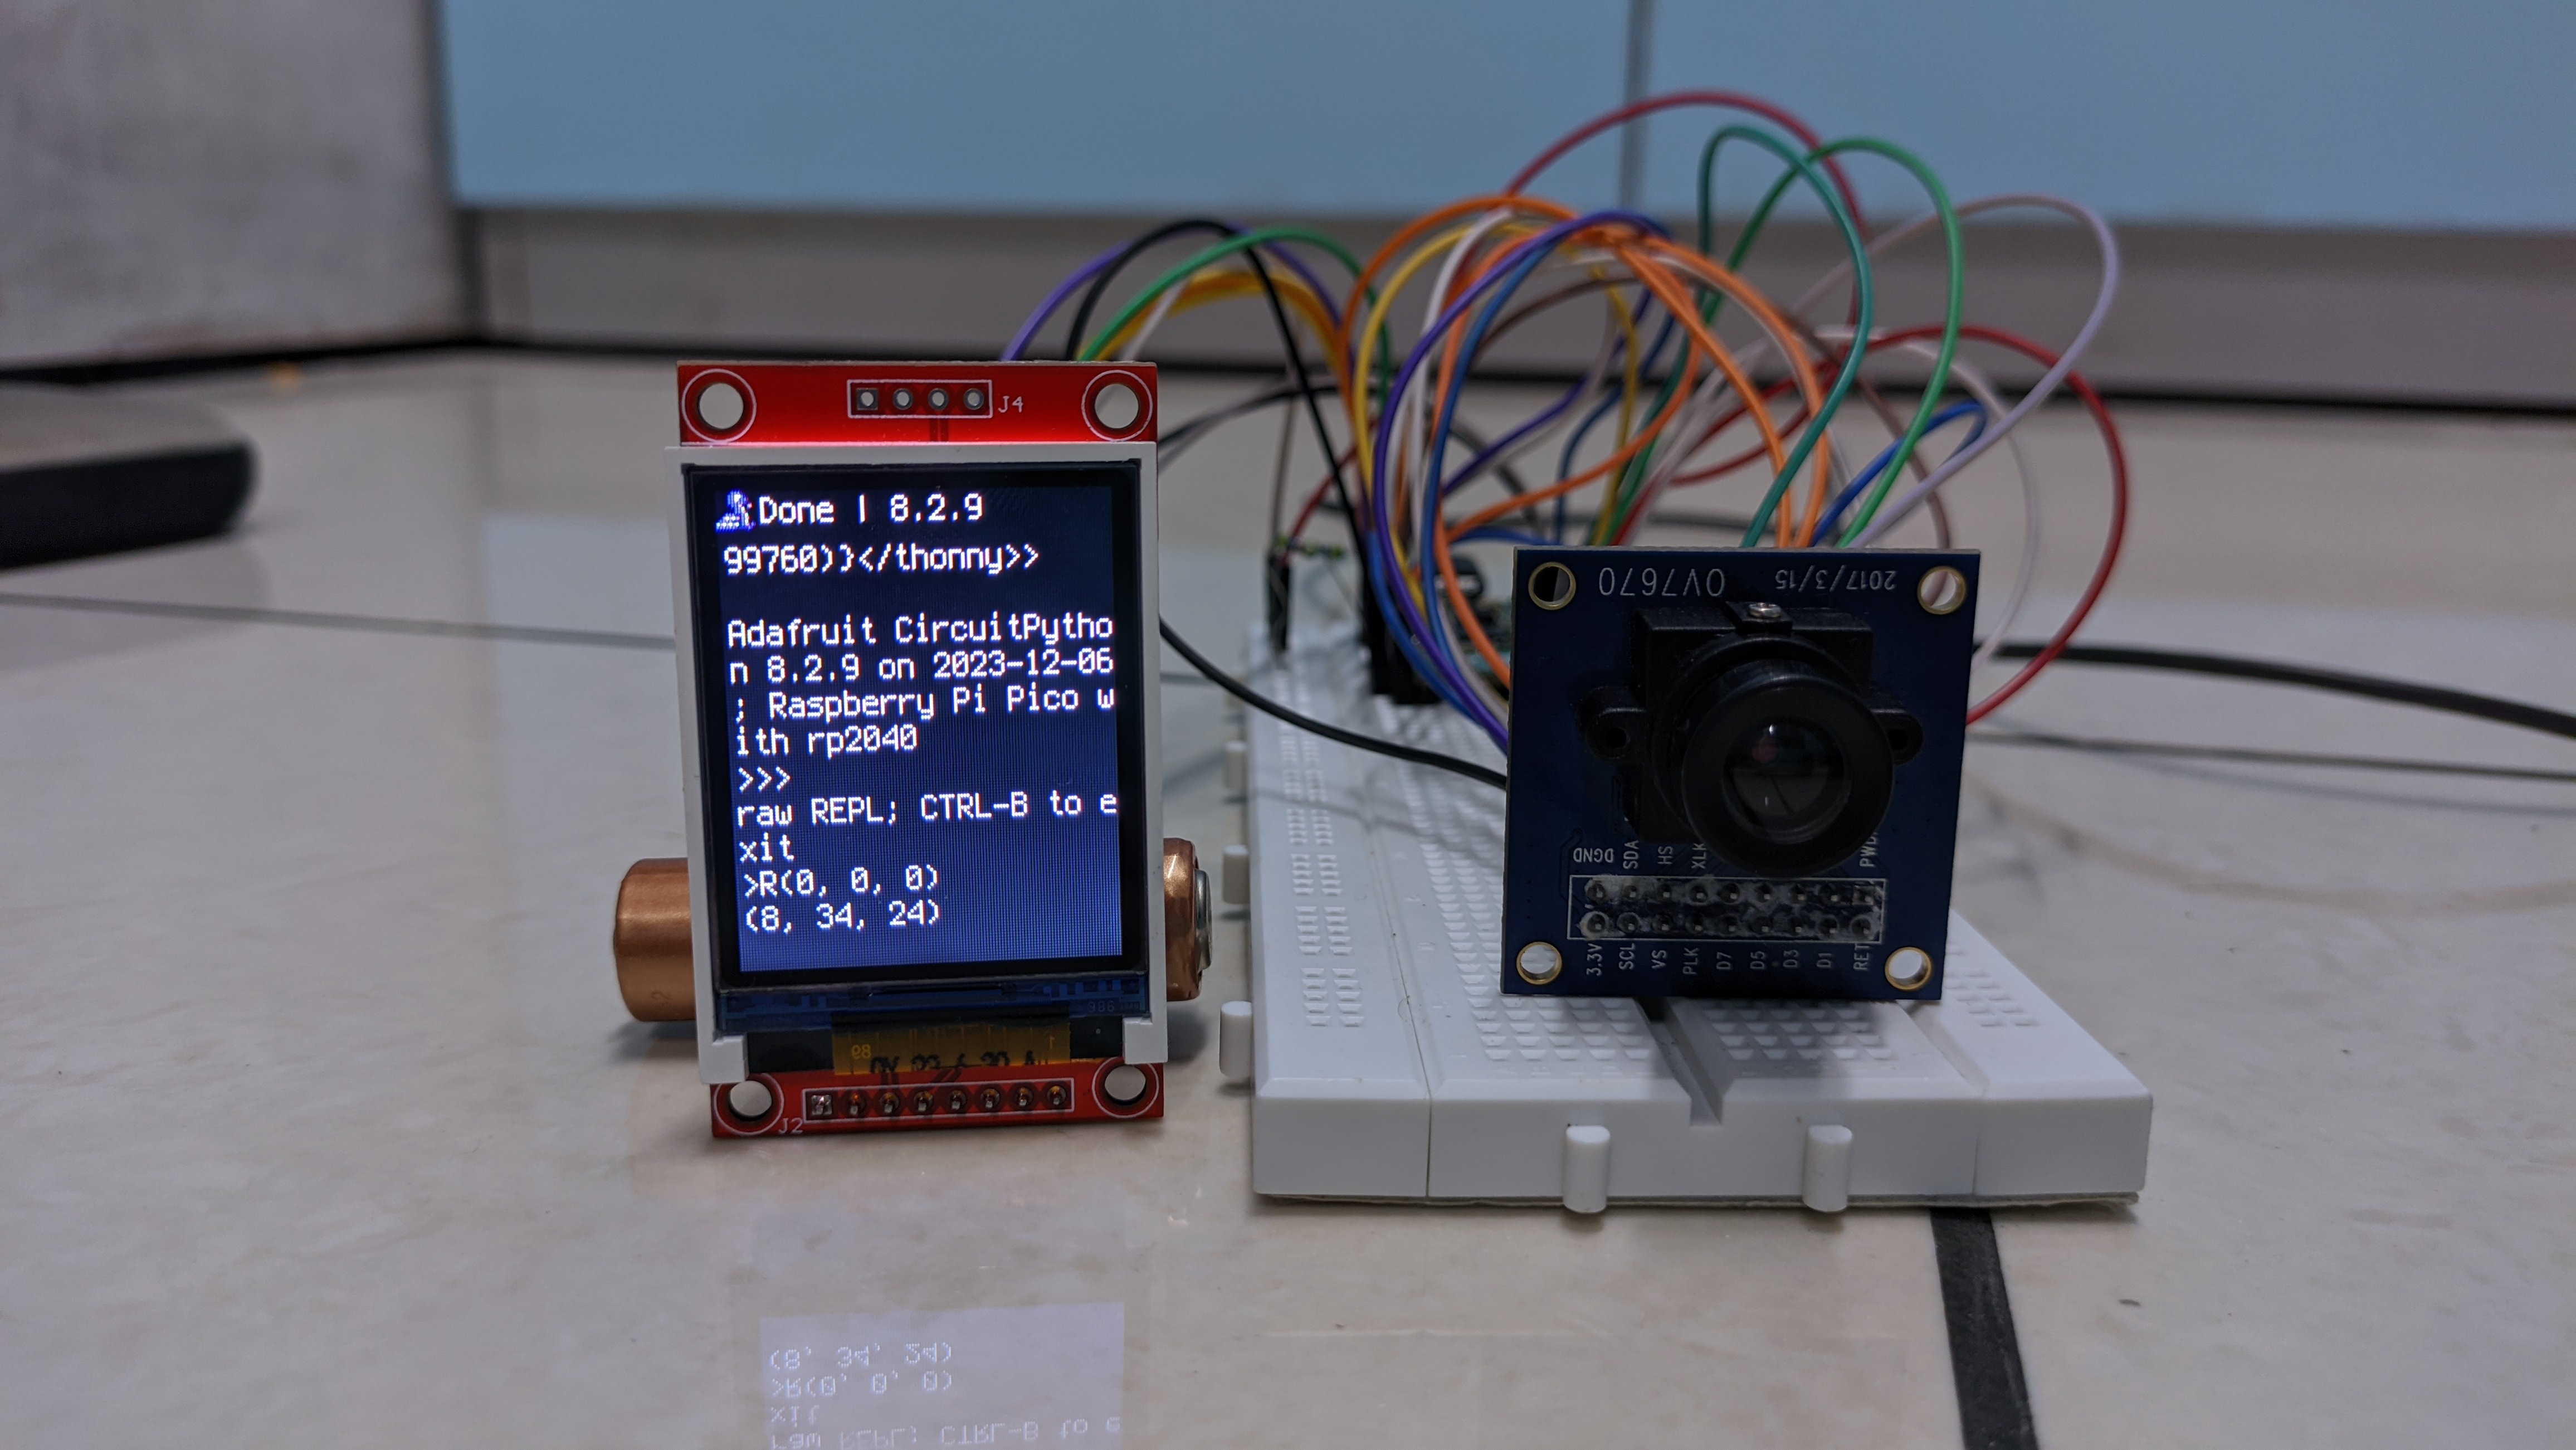 J4
Done | 8.2.9
99760)}</thonny>>
Adafruit CircuitPytho
n 8.2.9 on 2023-12-06
; Raspberry Pi Pico w
ith rp2040
>>>
raw REPL; CTRL-B to e
xit
>R(0, 0, 0)
(8, 34, 24)
J2
OV7670
2017/3/15
DGND SDA HS XLK
3.3V SCL VS PLK D7 D5 D3 D1 RET